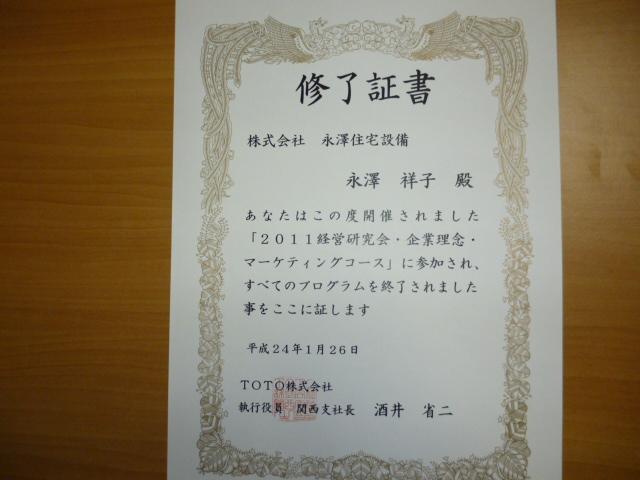 修了証書
株式会社　永澤住宅設備
永澤　祥子　殿
あなたはこの度開催されました
「２０１１経営研究会・企業理念・
マーケティングコース」に参加され、
すべてのプログラムを終了されました
事をここに証します
平成２４年１月２６日
ＴＯＴＯ株式会社
執行役員　関西支社長　酒井　省二